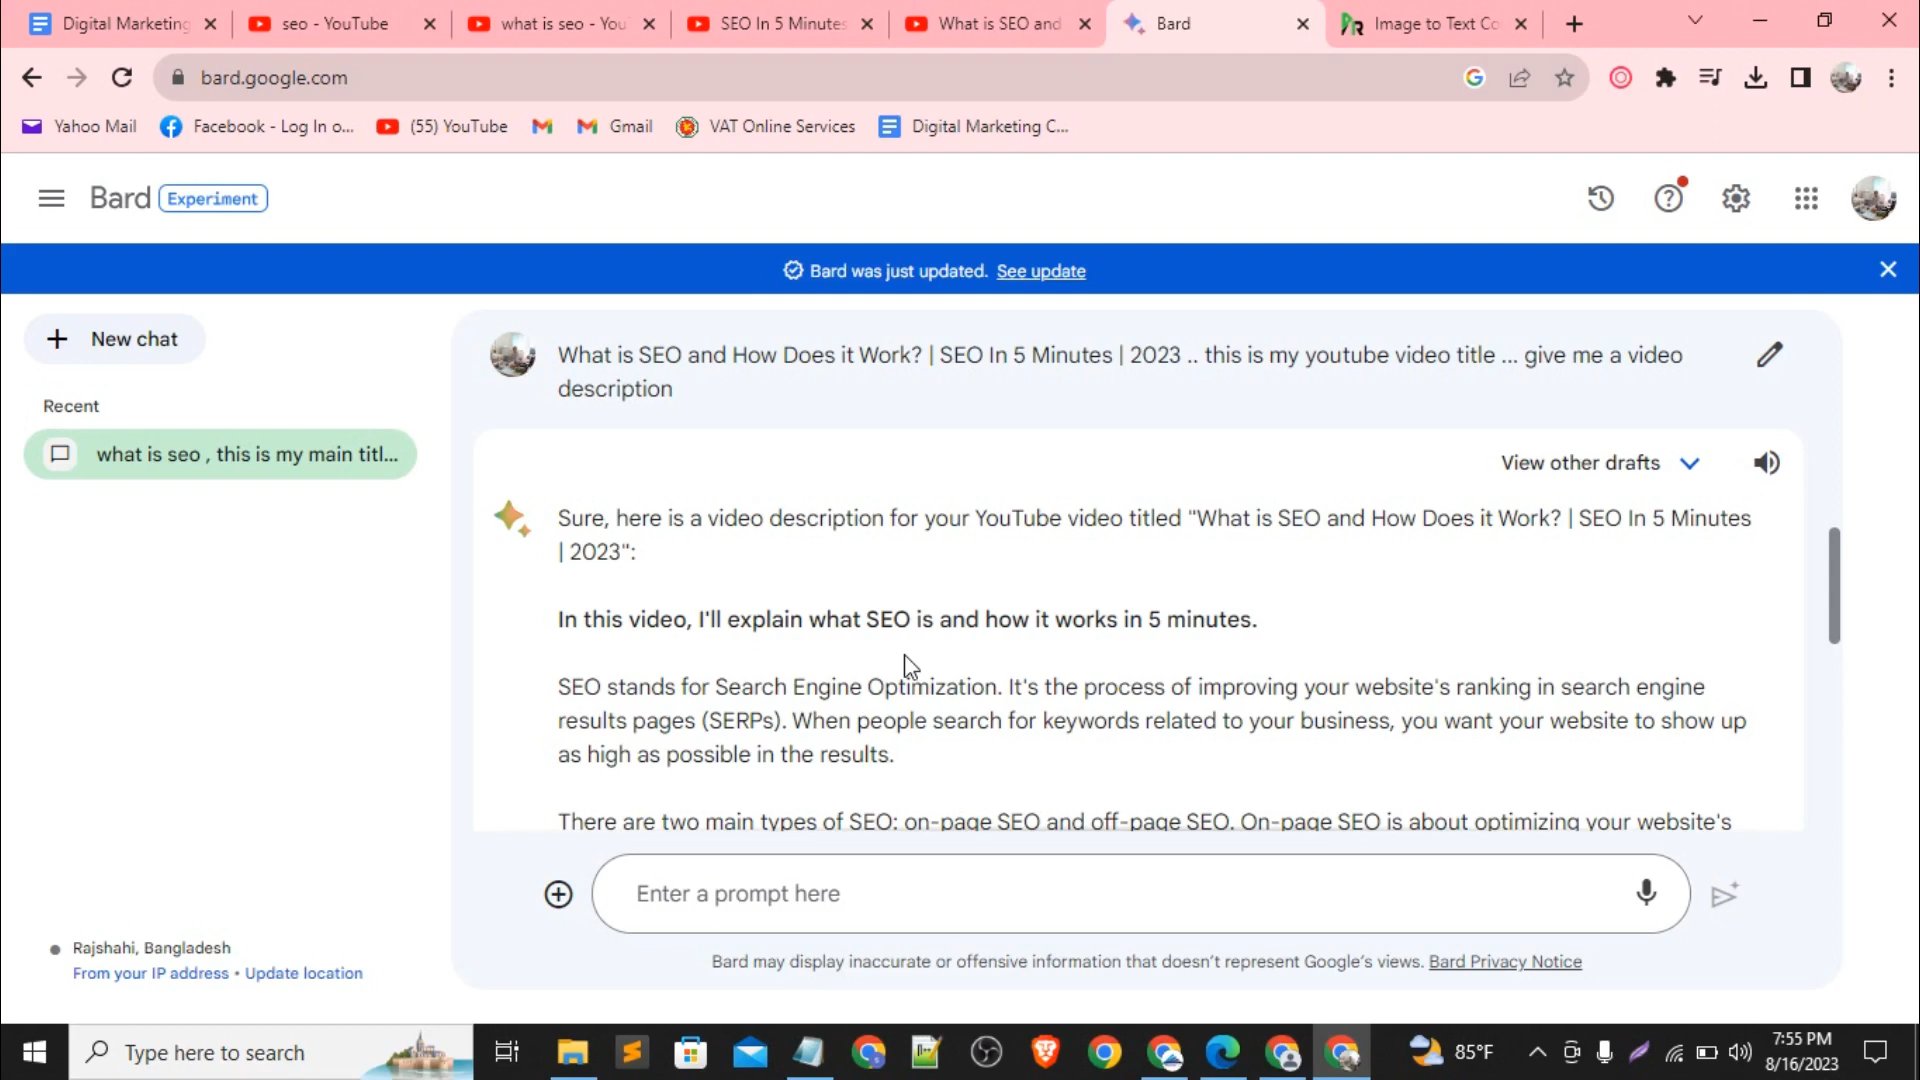 Digital Marketing
seo - YouTube
what is seo - You
SEO In 5 Minutes
What is SEO and
Bard
Image to Text Co
bard.google.com
Yahoo Mail
Facebook - Log In o...
(55) YouTube
Gmail
VAT Online Services
Digital Marketing C...
Bard Experiment
Bard was just updated. See update
New chat
Recent
what is seo , this is my main titl...
What is SEO and How Does it Work? | SEO In 5 Minutes | 2023 .. this is my youtube video title ... give me a video
description
View other drafts
Sure, here is a video description for your YouTube video titled "What is SEO and How Does it Work? | SEO In 5 Minutes
| 2023":
In this video, I'll explain what SEO is and how it works in 5 minutes.
SEO stands for Search Engine Optimization. It's the process of improving your website's ranking in search engine
results pages (SERPs). When people search for keywords related to your business, you want your website to show up
as high as possible in the results.
There are two main types of SEO: on-page SEO and off-page SEO. On-page SEO is about optimizing your website's
Enter a prompt here
Rajshahi, Bangladesh
From your IP address • Update location
Bard may display inaccurate or offensive information that doesn't represent Google's views. Bard Privacy Notice
Type here to search
85°F
7:55 PM
8/16/2023